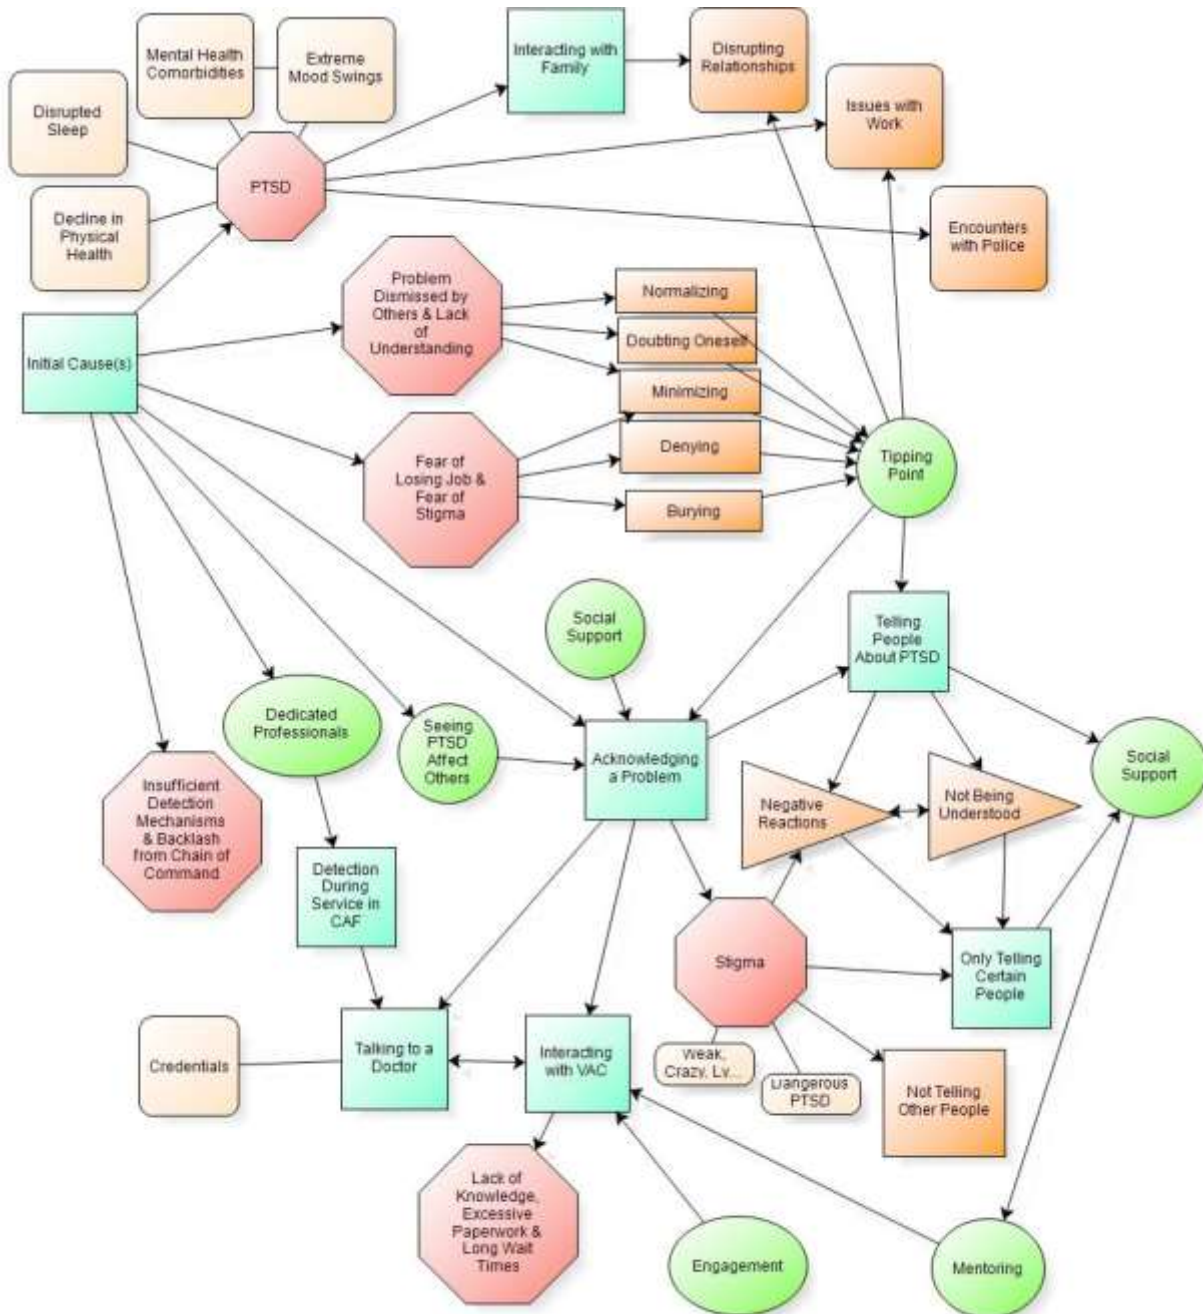 Mental Health
Comorbidities
Extreme
Mood Swings
Interacting with
Family
Disrupting
Relationships
Disrupted
Sleep
Issues with
Work
PTSD
Decline in
Physical
Health
Encounters
with Police
Problem
Dismissed by
Others & Lack
of
Understanding
Normalizing
Doubting Oneself
Minimizing
Denying
Burying
Initial Cause(s)
Fear of
Losing Job &
Fear of
Stigma
Tipping
Point
Social
Support
Telling
People
About PTSD
Dedicated
Professionals
Seeing
PTSD
Affect
Others
Acknowledging
a Problem
Social
Support
Insufficient
Detection
Mechanisms
& Backlash
from Chain of
Command
Negative
Reactions
Not Being
Understood
Detection
During
Service in
CAF
Stigma
Only Telling
Certain
People
Credentials
Talking to a
Doctor
Interacting
with VAC
Weak,
Crazy, Ly...
Dangerous
PTSD
Not Telling
Other People
Lack of
Knowledge,
Excessive
Paperwork
& Long Wait
Times
Engagement
Mentoring